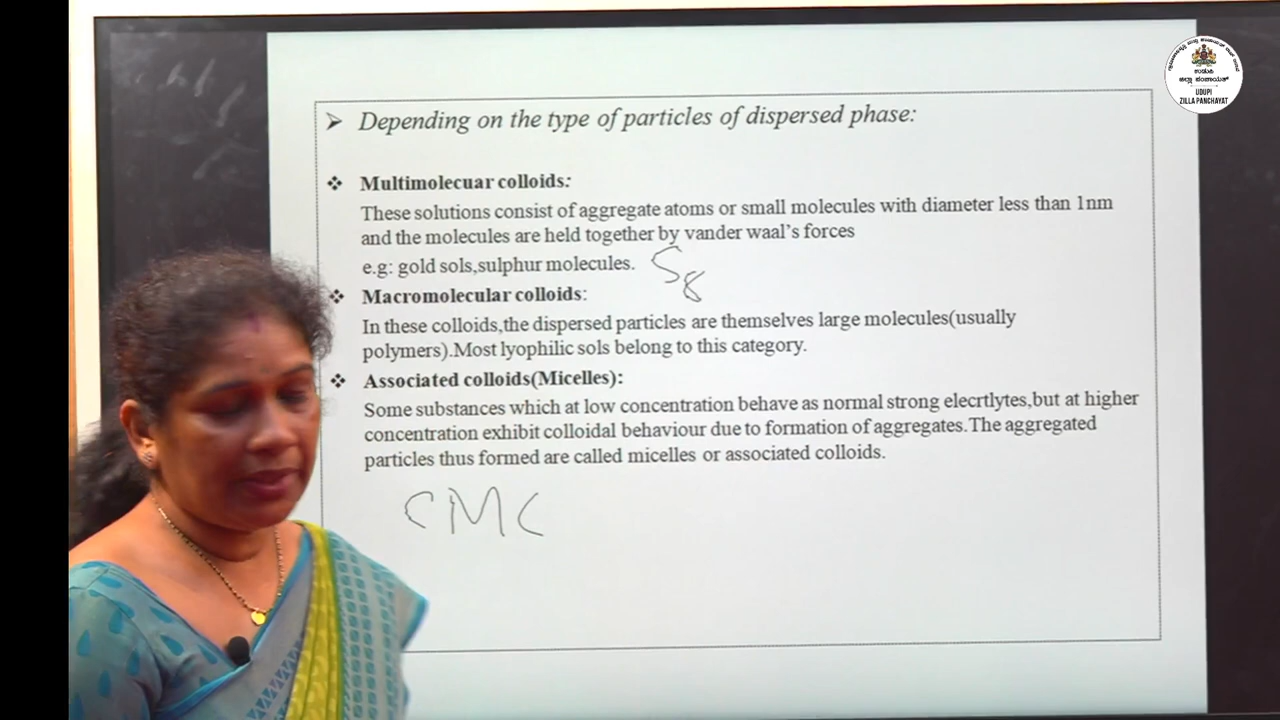 ➤ Depending on the type of particles of dispersed phase:
❖ Multimolecuar colloids:
These solutions consist of aggregate atoms or small molecules with diameter less than 1nm
and the molecules are held together by vander waal’s forces
e.g: gold sols,sulphur molecules. S8
❖ Macromolecular colloids:
In these colloids,the dispersed particles are themselves large molecules(usually
polymers).Most lyophilic sols belong to this category.
❖ Associated colloids(Micelles):
Some substances which at low concentration behave as normal strong elecrtlytes,but at higher
concentration exhibit colloidal behaviour due to formation of aggregates.The aggregated
particles thus formed are called micelles or associated colloids.
CMC
ಉಡುಪಿ
ಜಿಲ್ಲಾ ಪಂಚಾಯತ್
UDUPI
ZILLA PANCHAYAT